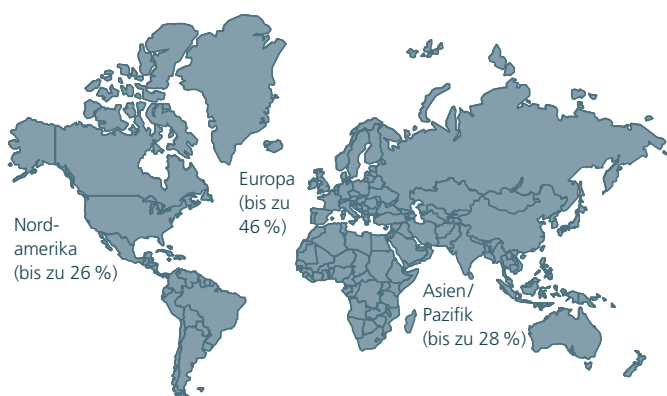 Nord-
amerika
(bis zu 26 %)
Europa
(bis zu
46 %)
Asien/
Pazifik
(bis zu 28 %)